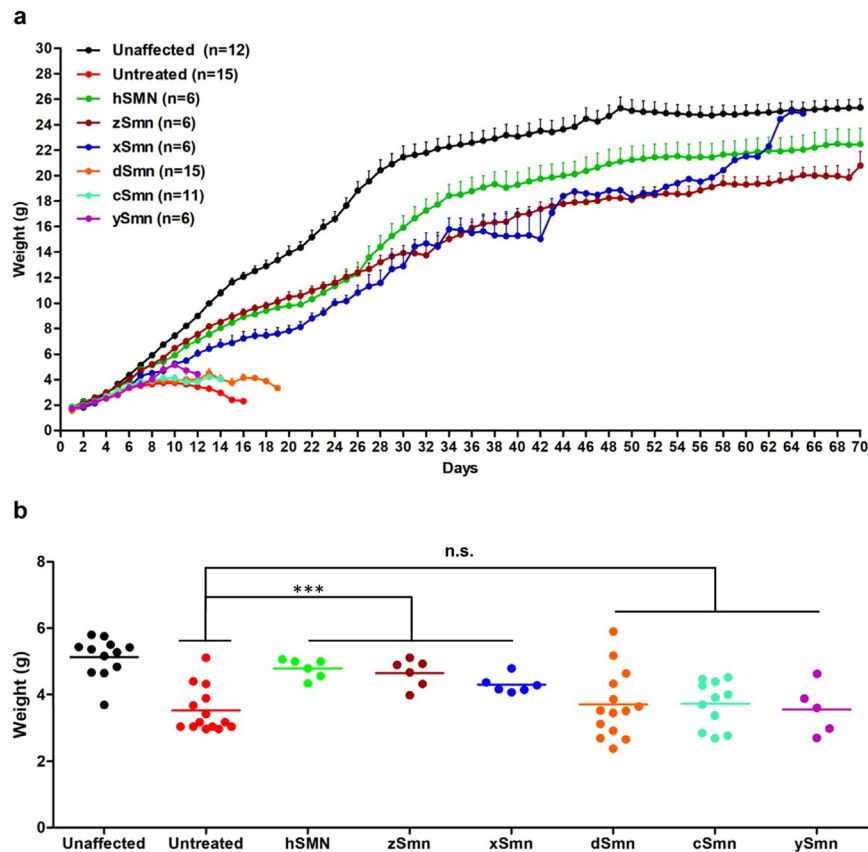 a
Unaffected (n=12)
Untreated (n=15)
hSMN (n=6)
zSmn (n=6)
xSmn (n=6)
dSmn (n=15)
cSmn (n=11)
ySmn (n=6)
Weight (g)
30
28
26
24
22
20
18
16
14
12
10
8
6
4
2
0
0 2 4 6 8 10 12 14 16 18 20 22 24 26 28 30 32 34 36 38 40 42 44 46 48 50 52 54 56 58 60 62 64 66 68 70
Days
b
n.s.
***
Weight (g)
8
6
4
2
0
Unaffected Untreated hSMN zSmn xSmn dSmn cSmn ySmn